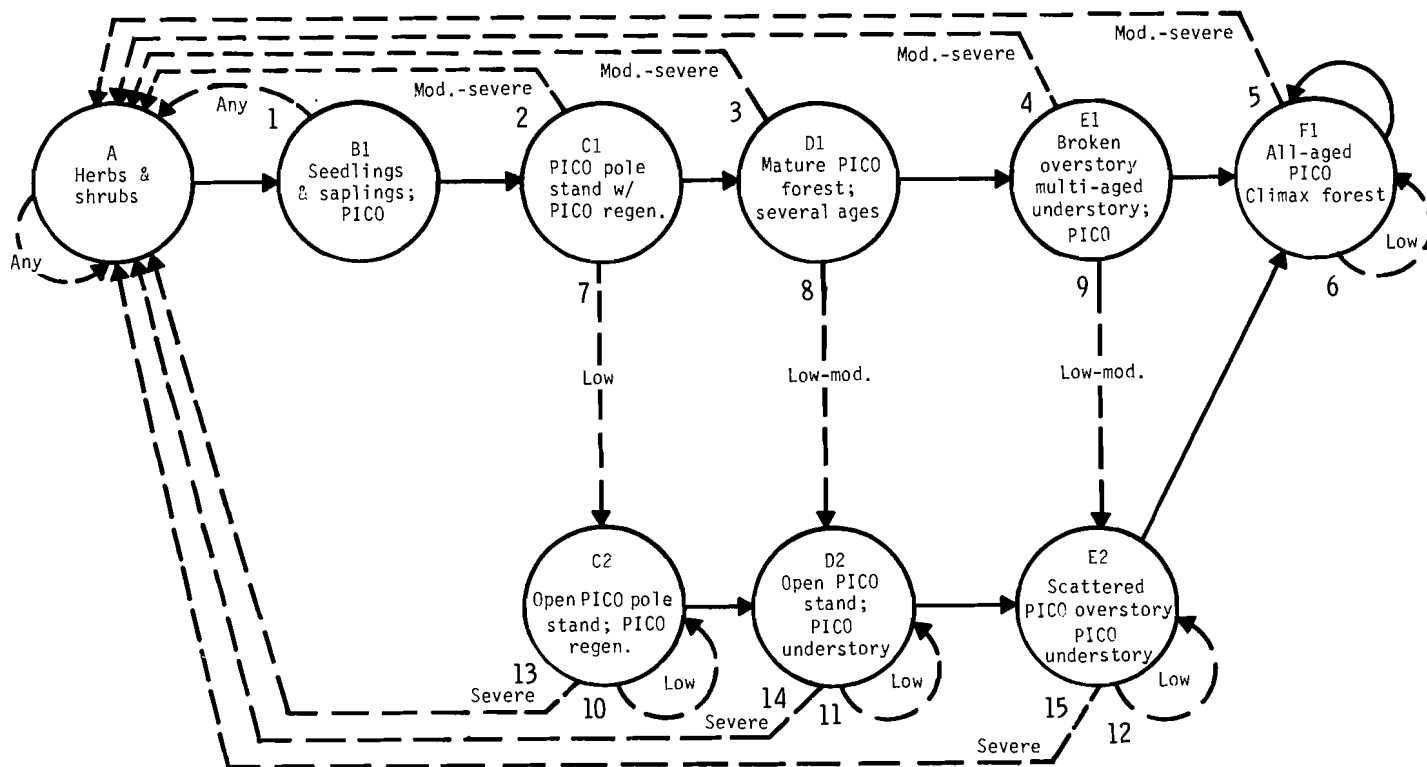 Mod.-severe
Mod.-severe
Mod.-severe
Mod.-severe
Any
1
2
3
4
5
A
Herbs &
shrubs
B1
Seedlings
& saplings;
PICO
C1
PICO pole
stand w/
PICO regen.
D1
Mature PICO
forest;
several ages
E1
Broken
overstory
multi-aged
understory;
PICO
F1
All-aged
PICO
Climax forest
Any
Low
6
7
8
9
Low
Low-mod.
Low-mod.
C2
Open PICO pole
stand; PICO
regen.
D2
Open PICO
stand;
PICO
understory
E2
Scattered
PICO overstory
PICO
understory
13
Severe
10
Low
14
Severe
11
Low
15
Severe
12
Low